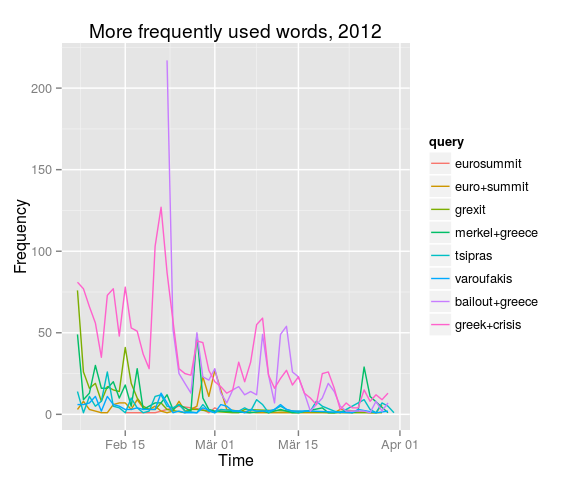 More frequently used words, 2012
Frequency
200
150
100
50
0
Feb 15
Mär 01
Mär 15
Apr 01
Time
query
eurosummit
euro+summit
grexit
merkel+greece
tsipras
varoufakis
bailout+greece
greek+crisis